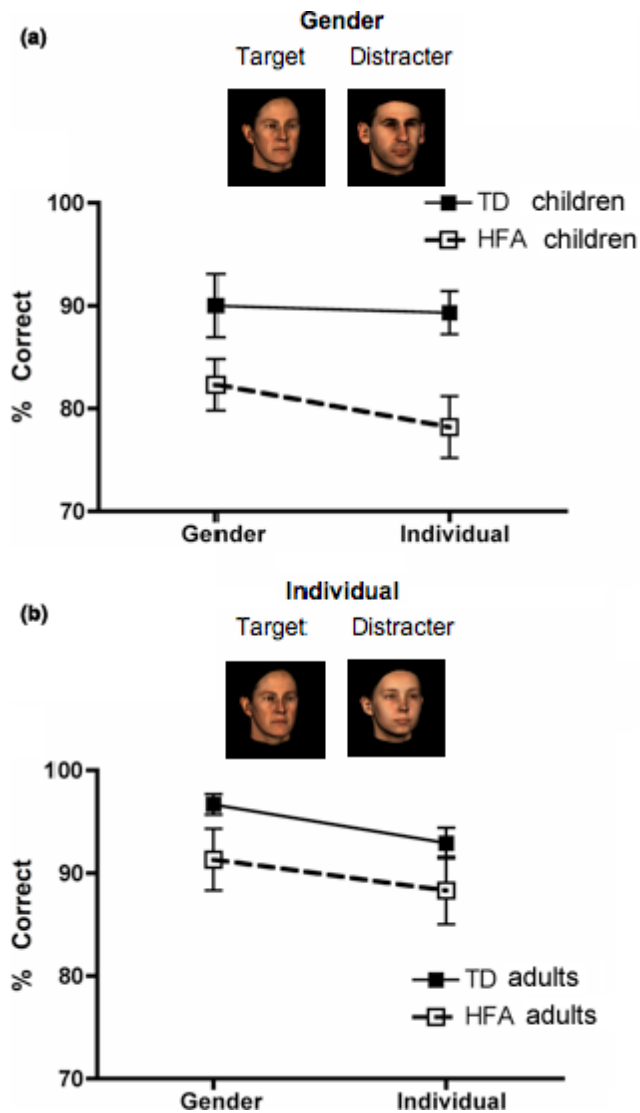 Gender
(a)
Target Distracter
100
TD children
HFA children
90
% Correct
80
70
Gender Individual
Individual
(b)
Target Distracter
100
90
% Correct
80
TD adults
HFA adults
70
Gender Individual